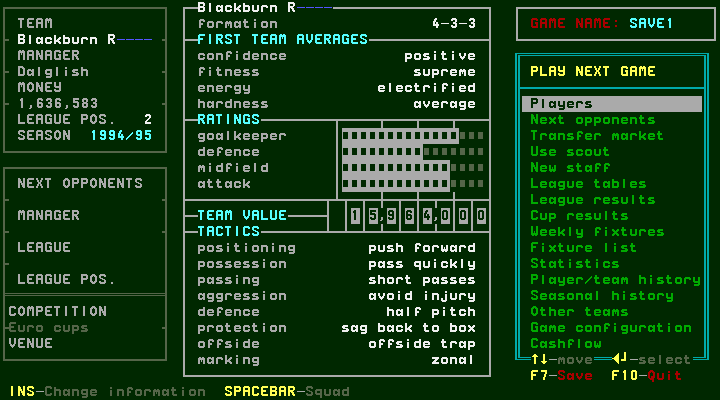 TEAM
Blackburn R
MANAGER
Dalglish
MONEY
1,636,583
LEAGUE POS. 2
SEASON 1994/95
NEXT OPPONENTS
MANAGER
LEAGUE
LEAGUE POS.
COMPETITION
Euro cups
VENUE
Blackburn R
formation 4-3-3
FIRST TEAM AVERAGES
confidence positive
fitness supreme
energy electrified
hardness average
RATINGS
goalkeeper
defence
midfield
attack
TEAM VALUE 15,964,000
TACTICS
positioning push forward
possession pass quickly
passing short passes
aggression avoid injury
defence half pitch
protection sag back to box
offside offside trap
marking zonal
GAME NAME: SAVE1
PLAY NEXT GAME
Players
Next opponents
Transfer market
Use scout
New staff
League tables
League results
Cup results
Weekly fixtures
Fixture list
Statistics
Player/team history
Seasonal history
Other teams
Game configuration
Cashflow
↑↓-move ◄┘-select
F7-Save F10-Quit
INS-Change information SPACEBAR-Squad